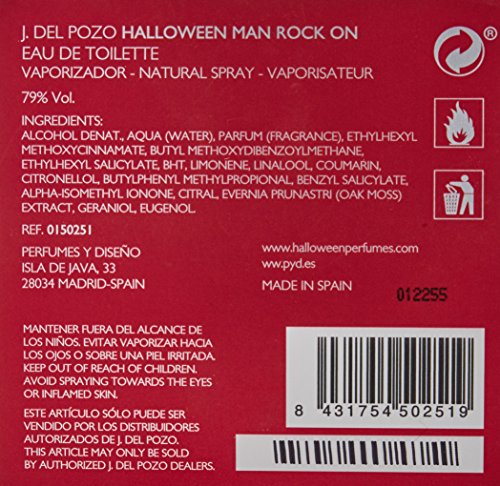 J. DEL POZO HALLOWEEN MAN ROCK ON
EAU DE TOILETTE
VAPORIZADOR - NATURAL SPRAY - VAPORISATEUR
79% Vol.
INGREDIENTS:
ALCOHOL DENAT., AQUA (WATER), PARFUM (FRAGRANCE), ETHYLHEXYL
METHOXYCINNAMATE, BUTYL METHOXYDIBENZOYLMETHANE,
ETHYLHEXYL SALICYLATE, BHT, LIMONENE, LINALOOL, COUMARIN,
CITRONELLOL, BUTYLPHENYL METHYLPROPIONAL, BENZYL SALICYLATE,
ALPHA-ISOMETHYL IONONE, CITRAL, EVERNIA PRUNASTRI (OAK MOSS)
EXTRACT, GERANIOL, EUGENOL.
REF. 0150251
PERFUMES Y DISEÑO
ISLA DE JAVA, 33
28034 MADRID-SPAIN
www.halloweenperfumes.com
ww.pyd.es
MADE IN SPAIN
012255
MANTENER FUERA DEL ALCANCE DE
LOS NIÑOS. EVITAR VAPORIZAR HACIA
LOS OJOS O SOBRE UNA PIEL IRRITADA.
KEEP OUT OF REACH OF CHILDREN.
AVOID SPRAYING TOWARDS THE EYES
OR INFLAMED SKIN.
ESTE ARTÍCULO SÓLO PUEDE SER
VENDIDO POR LOS DISTRIBUIDORES
AUTORIZADOS DE J. DEL POZO.
THIS ARTICLE MAY ONLY BE SOLD
BY AUTHORIZED J. DEL POZO DEALERS.
®
8 431754 502519